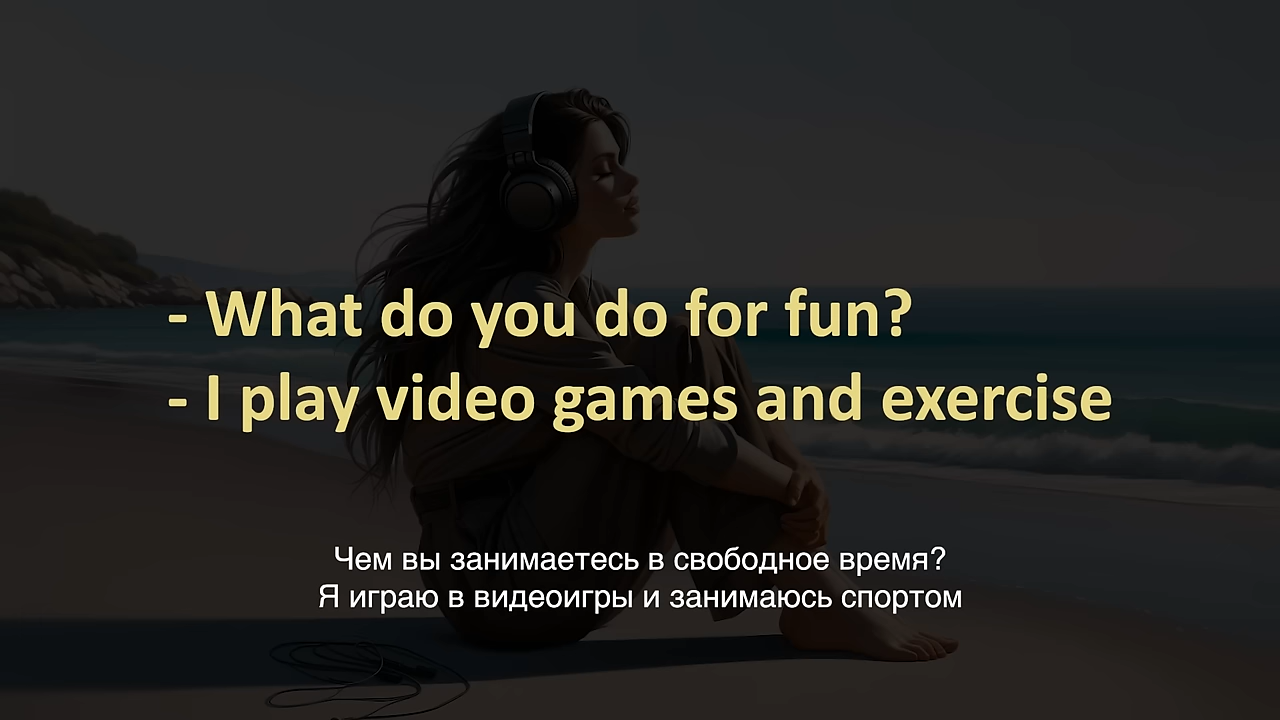 - What do you do for fun?
- I play video games and exercise
Чем вы занимаетесь в свободное время?
Я играю в видеоигры и занимаюсь спортом